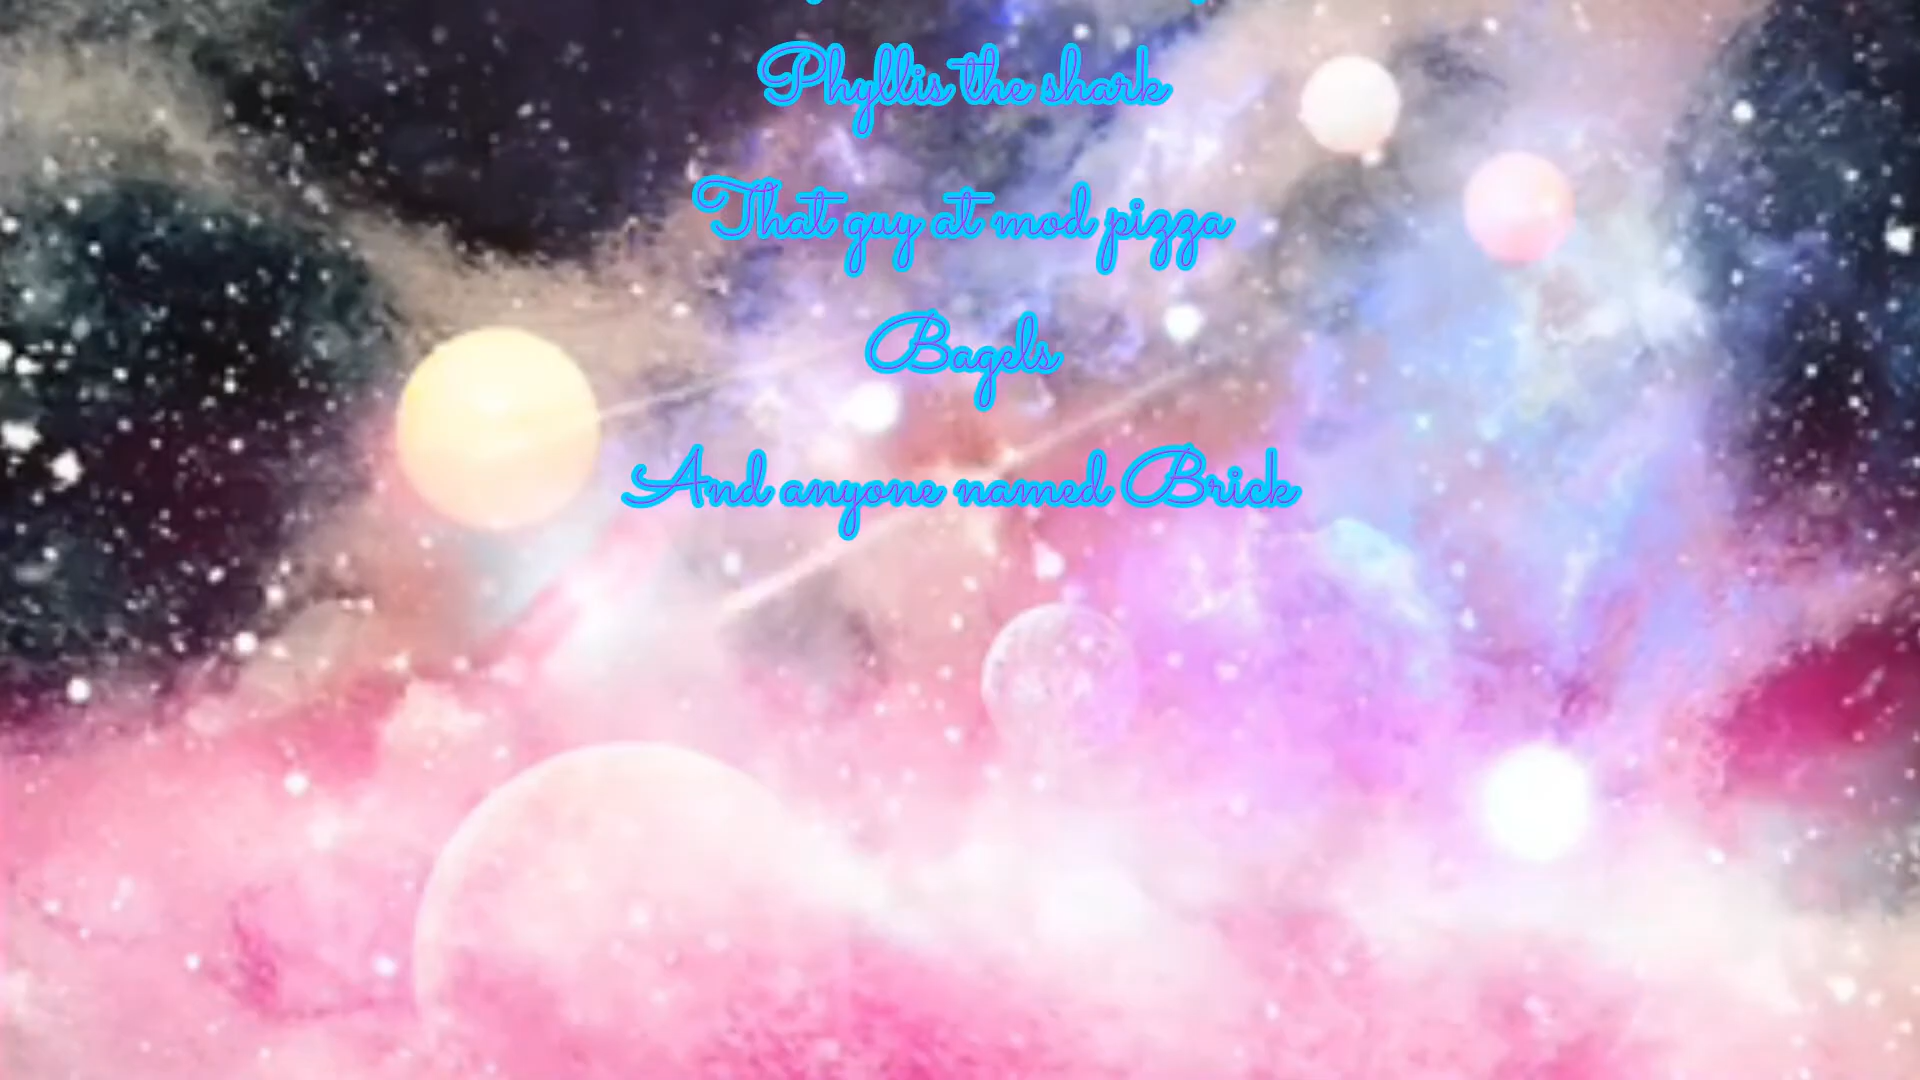 Phyllis the shark
That guy at mod pizza
Bagels
And anyone named Brick